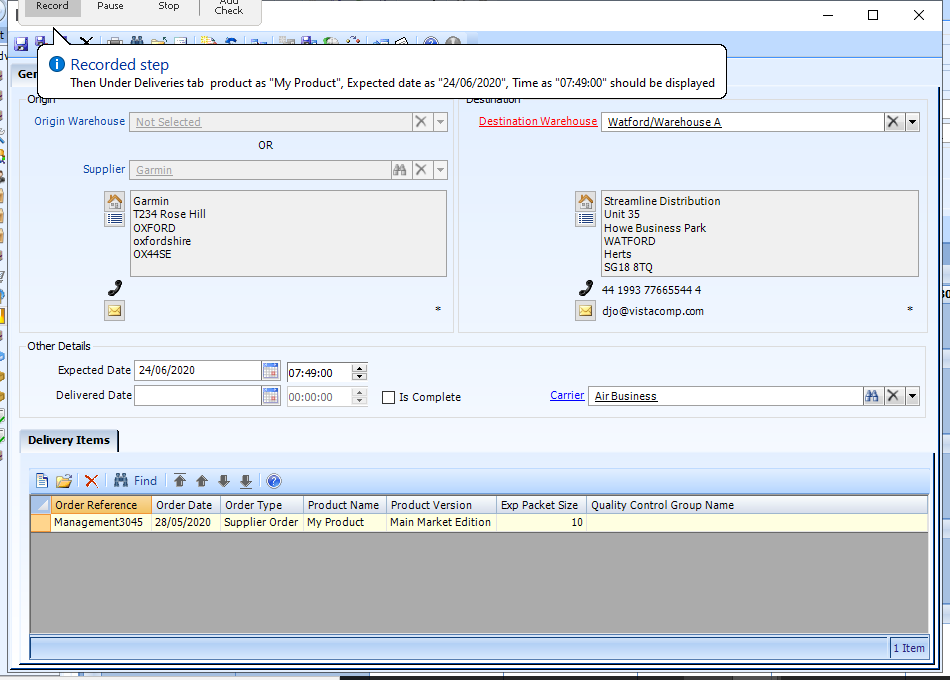 Record Pause Stop Add Check
Recorded step
Then Under Deliveries tab product as "My Product", Expected date as "24/06/2020", Time as "07:49:00" should be displayed
Gen
Origin
Destination
Origin Warehouse Not Selected
Destination Warehouse Watford/Warehouse A
OR
Supplier Garmin
Garmin
T234 Rose Hill
OXFORD
oxfordshire
OX44SE
*
Streamline Distribution
Unit 35
Howe Business Park
WATFORD
Herts
SG18 8TQ
44 1993 77665544 4
djo@vistacomp.com
*
Other Details
Expected Date 24/06/2020 07:49:00
Delivered Date 00:00:00 Is Complete Carrier Air Business
Delivery Items
Find
Order Reference Order Date Order Type Product Name Product Version Exp Packet Size Quality Control Group Name
Management3045 28/05/2020 Supplier Order My Product Main Market Edition 10
1 Item